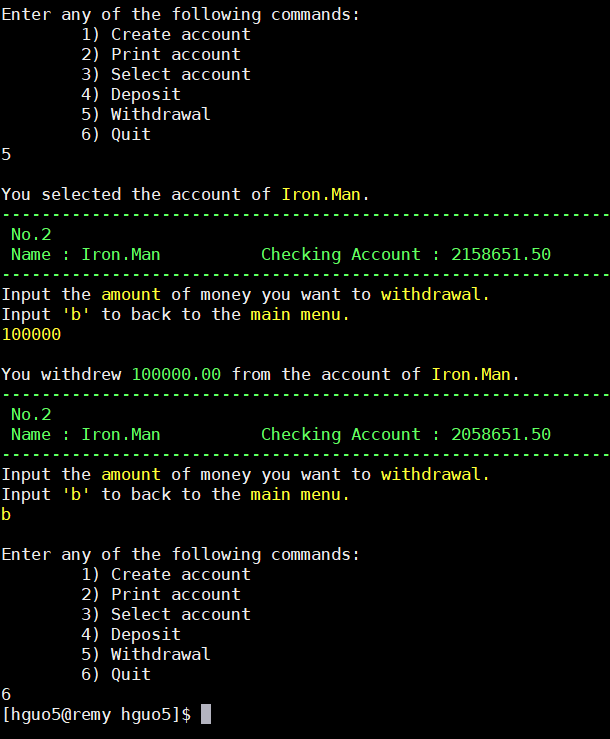 Enter any of the following commands:
1) Create account
2) Print account
3) Select account
4) Deposit
5) Withdrawal
6) Quit
5
You selected the account of Iron.Man.
-------------------------------------------------------------
No.2
Name : Iron.Man          Checking Account : 2158651.50
-------------------------------------------------------------
Input the amount of money you want to withdrawal.
Input 'b' to back to the main menu.
100000
You withdrew 100000.00 from the account of Iron.Man.
-------------------------------------------------------------
No.2
Name : Iron.Man          Checking Account : 2058651.50
-------------------------------------------------------------
Input the amount of money you want to withdrawal.
Input 'b' to back to the main menu.
b
Enter any of the following commands:
1) Create account
2) Print account
3) Select account
4) Deposit
5) Withdrawal
6) Quit
6
[hguo5@remy hguo5]$